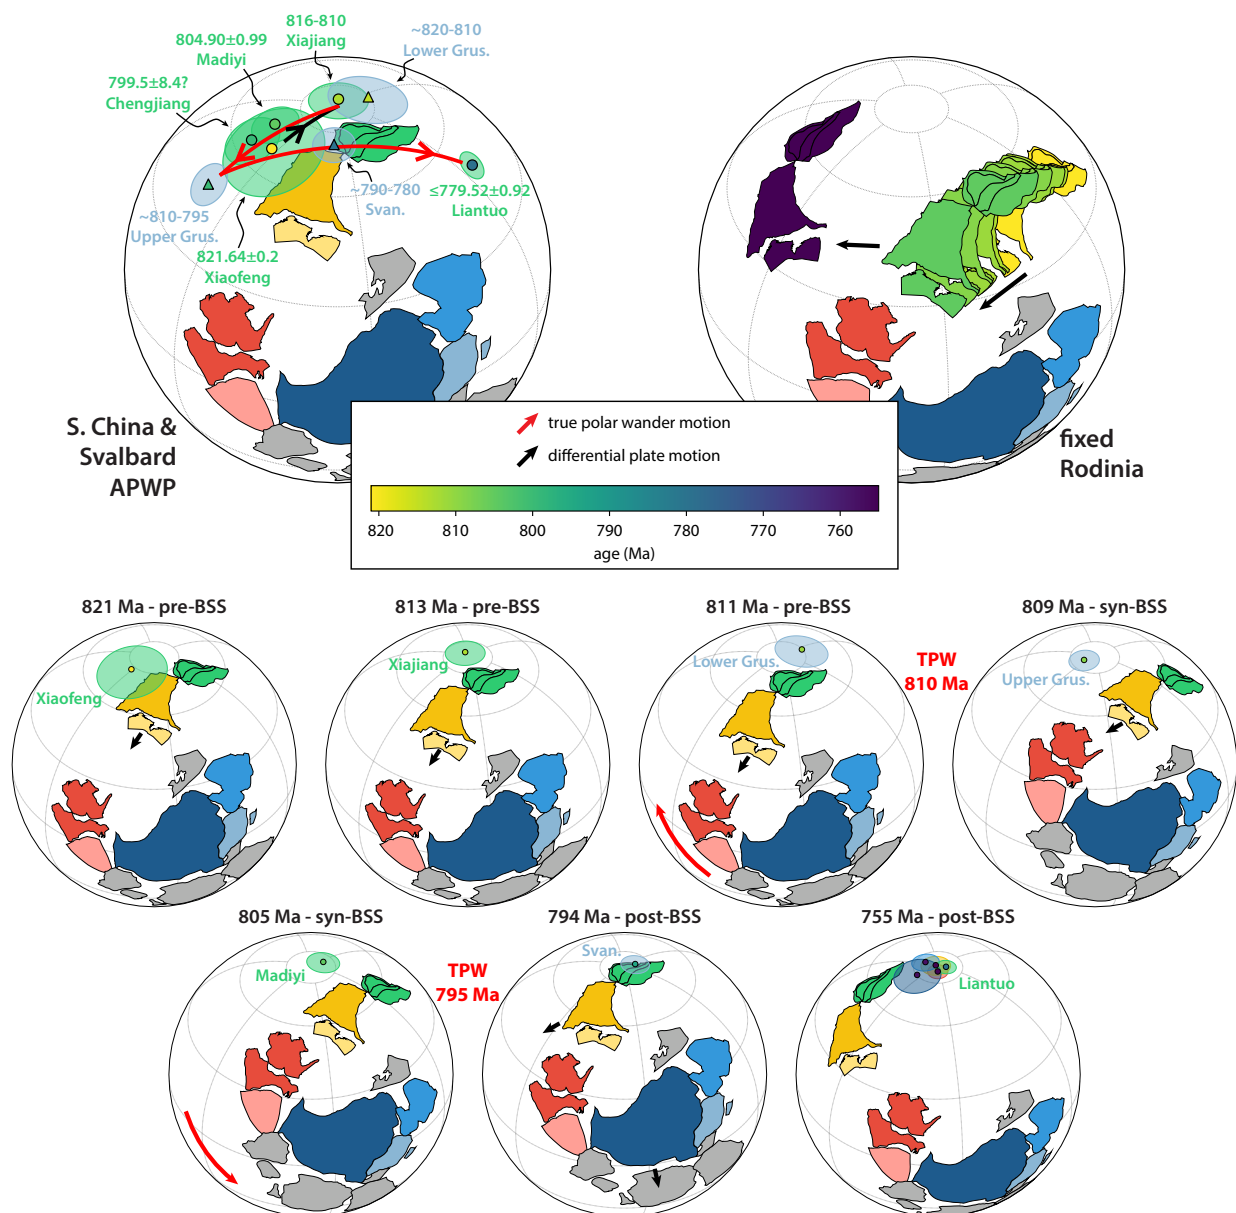 816-810
Xiajiang
~820-810
Lower Grus.
804.90±0.99
Madiyi
799.5±8.4?
Chengjiang
~790-780
Svan.
≤779.52±0.92
Liantuo
~810-795
Upper Grus.
821.64±0.2
Xiaofeng
S. China &
Svalbard
APWP
fixed
Rodinia
true polar wander motion
differential plate motion
820
810
800
790
780
770
760
age (Ma)
821 Ma - pre-BSS
813 Ma - pre-BSS
811 Ma - pre-BSS
809 Ma - syn-BSS
Xiaofeng
Xiajiang
Lower Grus.
TPW
810 Ma
Upper Grus.
805 Ma - syn-BSS
794 Ma - post-BSS
755 Ma - post-BSS
Madiyi
TPW
795 Ma
Svan.
Liantuo